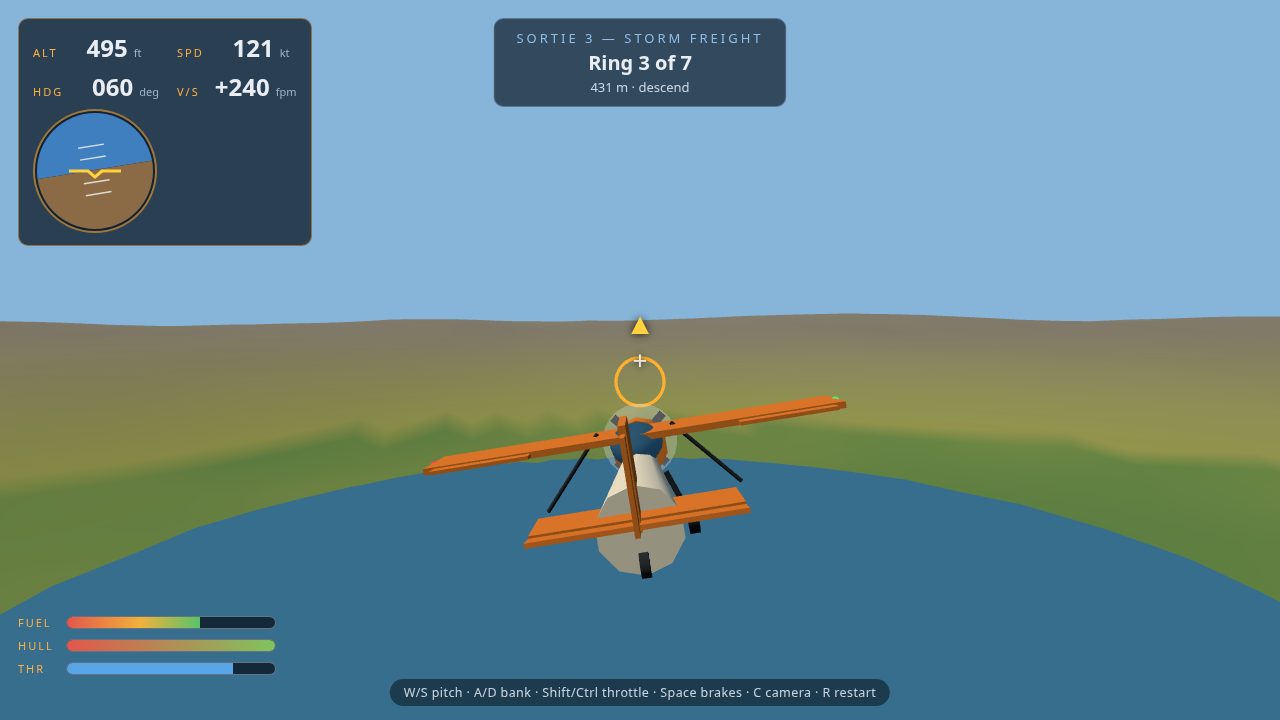 ALT 495 ft SPD 121 kt
HDG 060 deg V/S +240 fpm
SORTIE 3 — STORM FREIGHT
Ring 3 of 7
431 m · descend
FUEL
HULL
THR
W/S pitch · A/D bank · Shift/Ctrl throttle · Space brakes · C camera · R restart